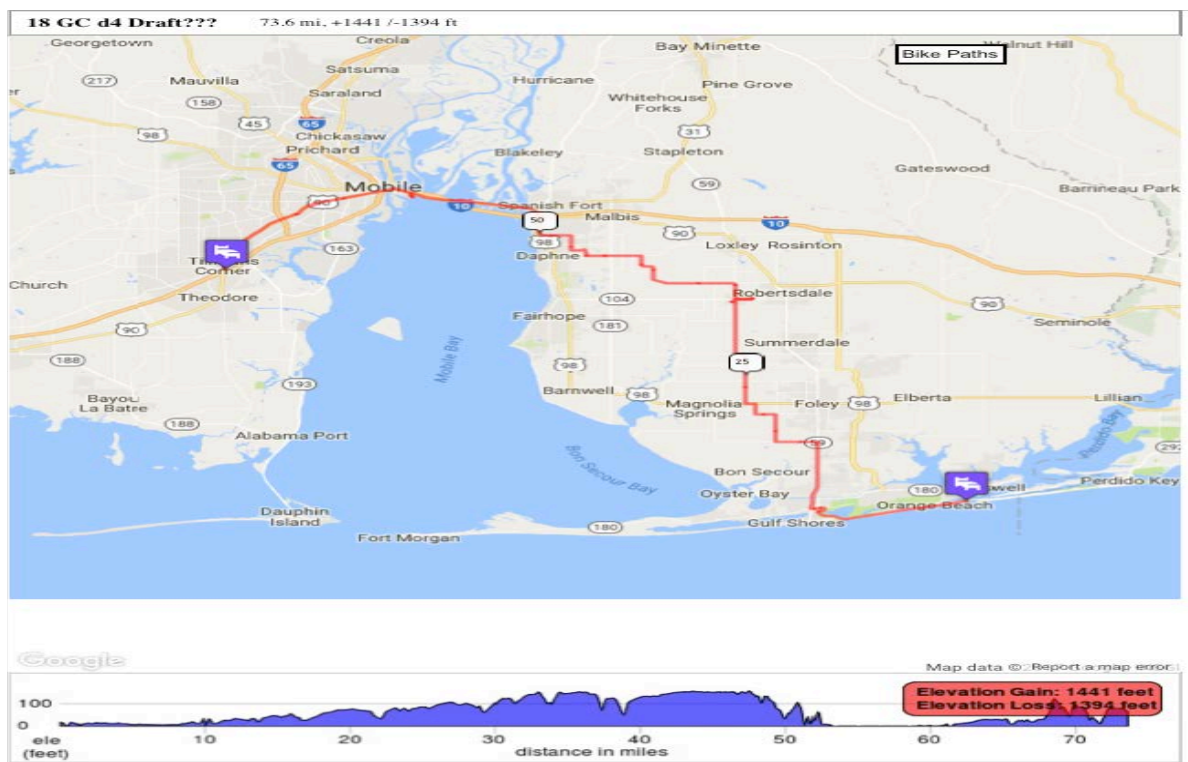 18 GC d4 Draft???    73.6 mi, +1441 /-1394 ft
Georgetown
Creola
Bay Minette
Walnut Hill
Bike Paths
217
Mauvilla
Satsuma
Hurricane
Pine Grove
158
Saraland
Whitehouse
Forks
45
65
98
Chickasaw
31
Prichard
Blakeley
Stapleton
65
Gateswood
59
Mobile
Barrineau Park
90
10
Spanish Fort
50
Malbis
10
90
98
163
Loxley Rosinton
Daphne
Corner
Church
Theodore
104
Robertsdale
90
Fairhope
181
90
Seminole
Summerdale
188
Mobile Bay
25
98
193
Barnwell
98
Elberta
Lillian
Bayou
La Batre
Magnolia
Springs
Foley
98
188
Alabama Port
59
Perdido Bay
Bon Secour Bay
Bon Secour
180
Perdido Key
Oyster Bay
Orange Beach
Dauphin
Island
Gulf Shores
180
Fort Morgan
Google
Map data © Report a map error
100
Elevation Gain: 1441 feet
Elevation Loss: 1394 feet
0
ele
(feet)
10 20 30 40 50 60 70
distance in miles